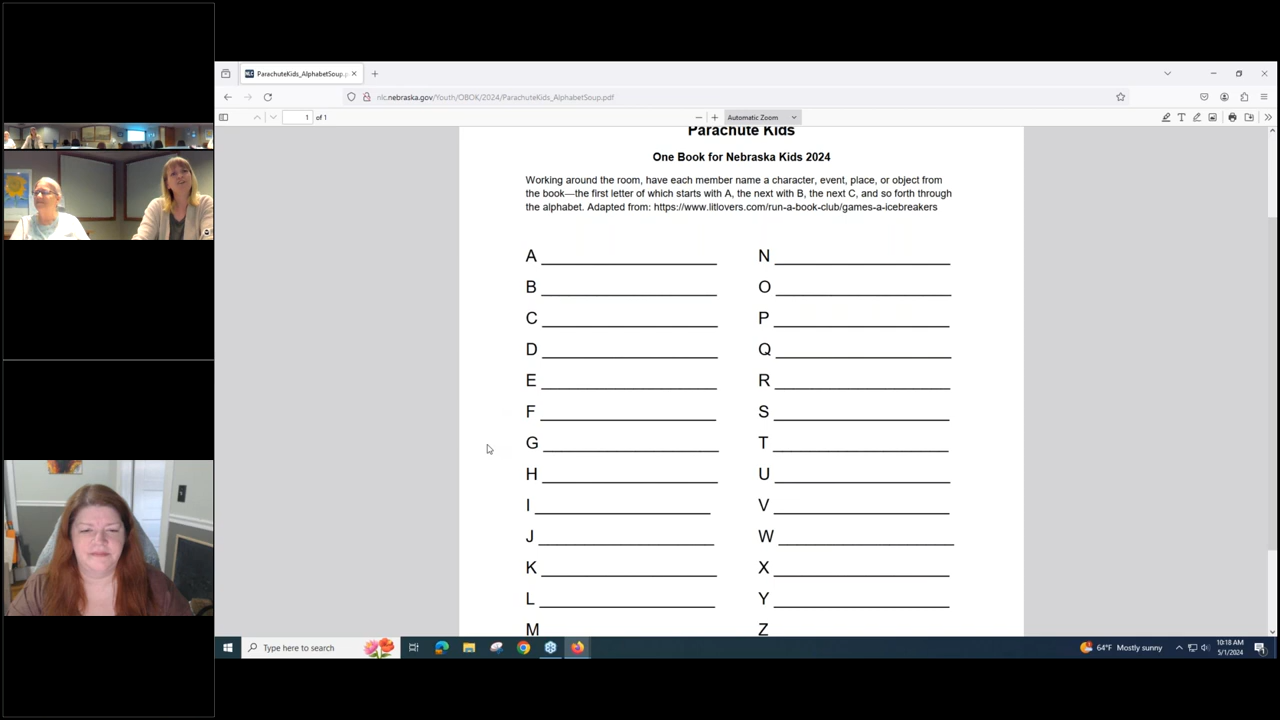 ParachuteKids_AlphabetSoup.p
nlc.nebraska.gov/Youth/OBOK/2024/ParachuteKids_AlphabetSoup.pdf
1 of 1
Automatic Zoom
Parachute Kids
One Book for Nebraska Kids 2024
Working around the room, have each member name a character, event, place, or object from
the book—the first letter of which starts with A, the next with B, the next C, and so forth through
the alphabet. Adapted from: https://www.litlovers.com/run-a-book-club/games-a-icebreakers
A
B
C
D
E
F
G
H
I
J
K
L
M
N
O
P
Q
R
S
T
U
V
W
X
Y
Z
Type here to search
64°F Mostly sunny
10:18 AM
5/1/2024